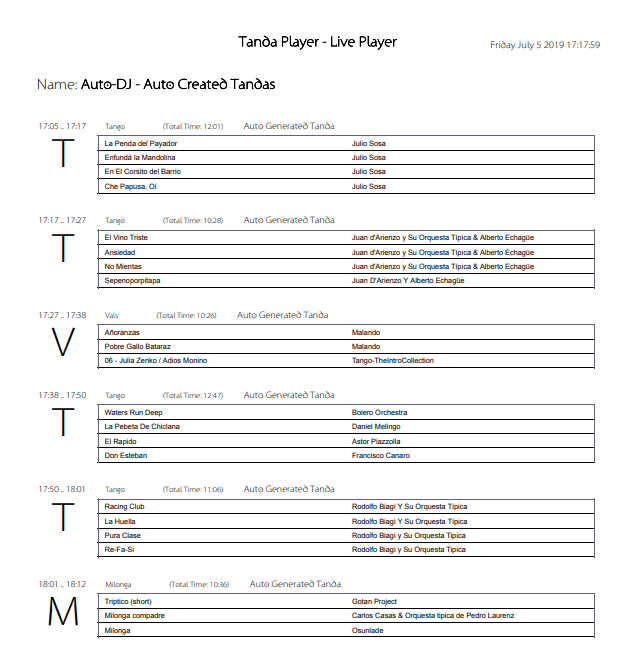 Tanda Player - Live Player
Friday July 5 2019 17:17:59
Name: Auto-DJ - Auto Created Tandas
17:05 .. 17:17 Tango (Total Time: 12:01) Auto Generated Tanda
T
La Penda del Payador Julio Sosa
Enfundá la Mandolina Julio Sosa
En El Corsito del Barrio Julio Sosa
Che Papusa, Oí Julio Sosa
17:17 .. 17:27 Tango (Total Time: 10:28) Auto Generated Tanda
T
El Vino Triste Juan d'Arienzo y Su Orquesta Típica & Alberto Echagüe
Ansiedad Juan d'Arienzo y Su Orquesta Típica & Alberto Echagüe
No Mientas Juan d'Arienzo y Su Orquesta Típica & Alberto Echagüe
Sepenoporpitapa Juan D'Arienzo Y Alberto Echagüe
17:27 .. 17:38 Vals (Total Time: 10:26) Auto Generated Tanda
V
Añoranzas Malando
Pobre Gallo Bataraz Malando
06 - Julia Zenko / Adios Monino Tango-TheIntroCollection
17:38 .. 17:50 Tango (Total Time: 12:47) Auto Generated Tanda
T
Waters Run Deep Bolero Orchestra
La Pebeta De Chiclana Daniel Melingo
El Rapido Astor Piazzolla
Don Esteban Francisco Canaro
17:50 .. 18:01 Tango (Total Time: 11:06) Auto Generated Tanda
T
Racing Club Rodolfo Biagi Y Su Orquesta Típica
La Huella Rodolfo Biagi Y Su Orquesta Típica
Pura Clase Rodolfo Biagi y Su Orquesta Típica
Re-Fa-Si Rodolfo Biagi y Su Orquesta Típica
18:01 .. 18:12 Milonga (Total Time: 10:36) Auto Generated Tanda
M
Triptico (short) Gotan Project
Milonga compadre Carlos Casas & Orquesta tipica de Pedro Laurenz
Milonga Osunlade